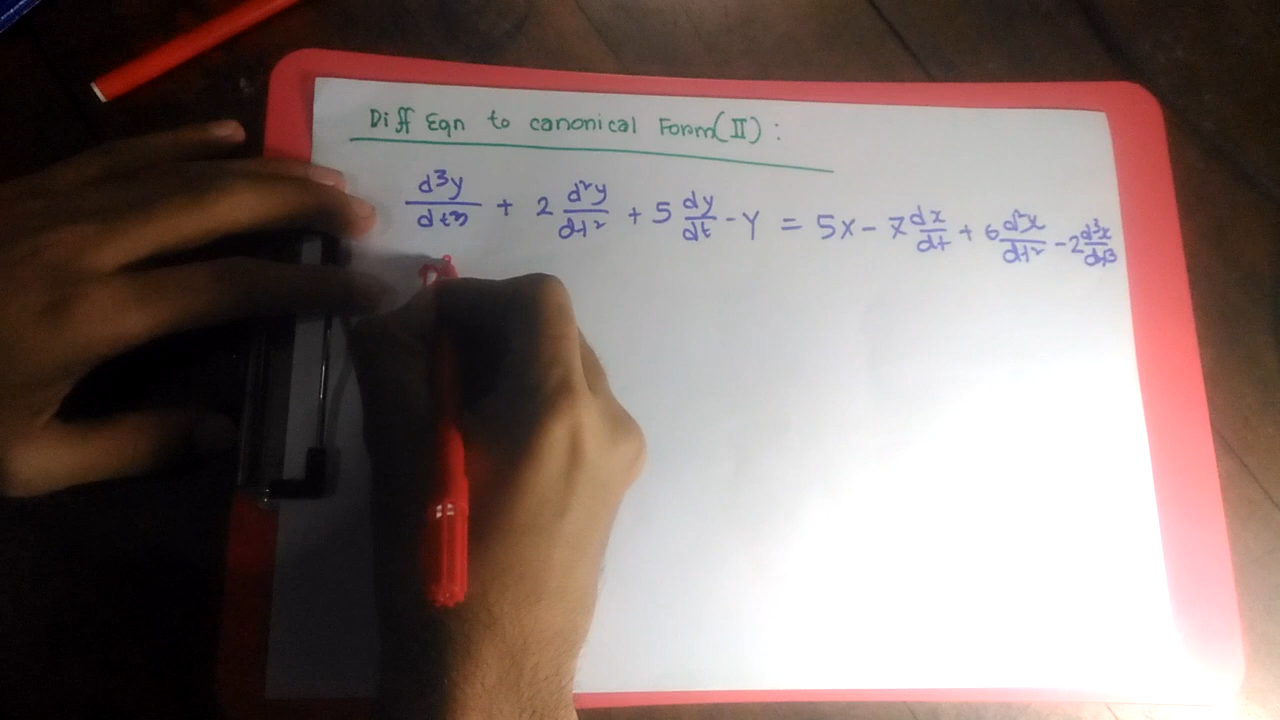 Diff Eqn to canonical Form(II) :
d³y/dt³ + 2 d²y/dt² + 5 dy/dt - y = 5x - 7 dx/dt + 6 d²x/dt² - 2 d³x/dt³